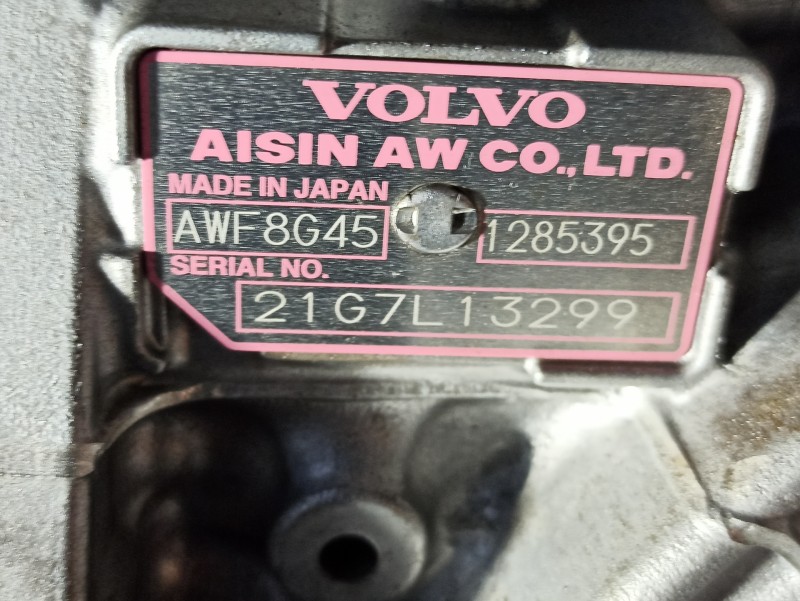 VOLVO
AISIN AW CO., LTD.
MADE IN JAPAN
AWF8G45 1285395
SERIAL NO.
21G7L13299